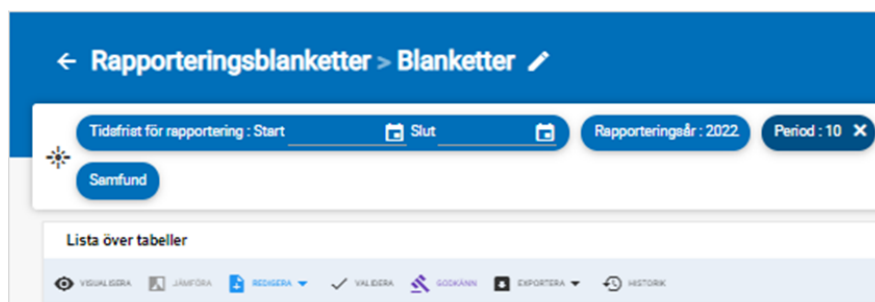 Rapporteringsblanketter > Blanketter
Tidsfrist för rapportering : Start Slut Rapporteringsår : 2022 Period : 10
Samfund
Lista över tabeller
VISUALISERA JÄMFÖRA REDIGERA VALIDERA GODKÄNN EXPORTERA HISTORIK